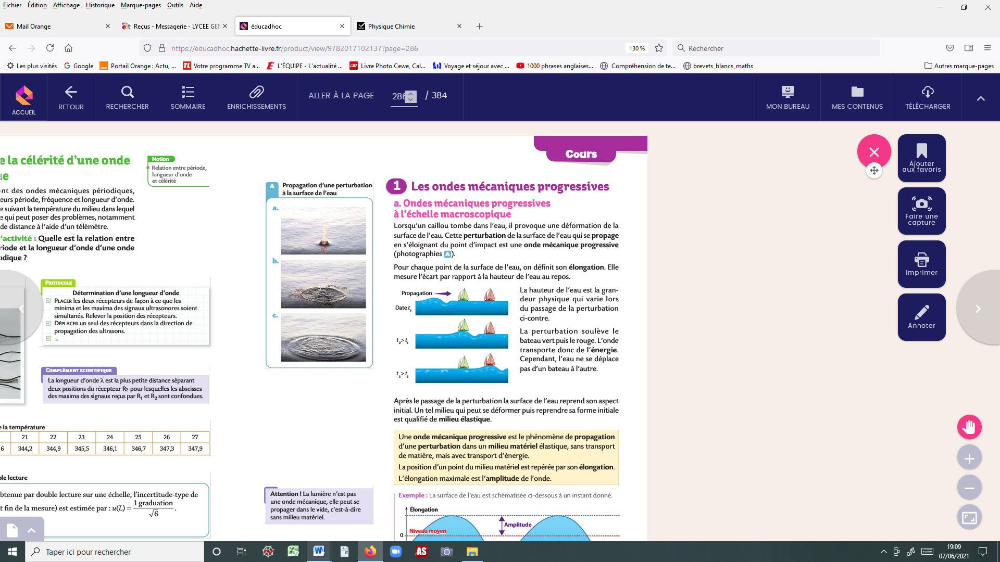 Fichier Édition Affichage Historique Marque-pages Outils Aide
Mail Orange
Reçus - Messagerie - LYCEE GEN
éducadhoc
Physique Chimie
https://educadhoc.hachette-livre.fr/product/view/9782017102137?page=286
130 %
Rechercher
Les plus visités
Google
Portail Orange : Actu, ...
Votre programme TV a...
L'ÉQUIPE - L'actualité ...
Livre Photo Cewe, Cal...
Voyage et séjour avec ...
1000 phrases anglaises...
Compréhension de te...
brevets_blancs_maths
Autres marque-pages
ACCUEIL
RETOUR
RECHERCHER
SOMMAIRE
ENRICHISSEMENTS
ALLER À LA PAGE 286 / 384
MON BUREAU
MES CONTENUS
TÉLÉCHARGER
e la célérité d'une onde
ue
Notion
Relation entre période,
longueur d'onde
et célérité
nt des ondes mécaniques périodiques,
eurs période, fréquence et longueur d'onde.
e suivant la température du milieu dans lequel
e qui peut poser des problèmes, notamment
de distance à l'aide d'un télémètre.
'activité : Quelle est la relation entre
riode et la longueur d'onde d'une onde
odique ?
PROTOCOLE
Détermination d'une longueur d'onde
PLACER les deux récepteurs de façon à ce que les
minima et les maxima des signaux ultrasonores soient
simultanés. Relever la position des récepteurs.
DÉPLACER un seul des récepteurs dans la direction de
propagation des ultrasons.
...
COMPLÉMENT SCIENTIFIQUE
La longueur d'onde λ est la plus petite distance séparant
deux positions du récepteur R2 pour lesquelles les abscisses
des maxima des signaux reçus par R1 et R2 sont confondues.
e la température
21 22 23 24 25 26 27
6 344,2 344,9 345,5 346,1 346,7 347,3 347,9
ble lecture
btenue par double lecture sur une échelle, l'incertitude-type de
t fin de la mesure) est estimée par : u(L) = 1 graduation / √6 .
A Propagation d'une perturbation
à la surface de l'eau
a.
b.
c.
Attention ! La lumière n'est pas
une onde mécanique, elle peut se
propager dans le vide, c'est-à-dire
sans milieu matériel.
Cours
1 Les ondes mécaniques progressives
a. Ondes mécaniques progressives
à l'échelle macroscopique
Lorsqu'un caillou tombe dans l'eau, il provoque une déformation de la
surface de l'eau. Cette perturbation de la surface de l'eau qui se propage
en s'éloignant du point d'impact est une onde mécanique progressive
(photographies A).
Pour chaque point de la surface de l'eau, on définit son élongation. Elle
mesure l'écart par rapport à la hauteur de l'eau au repos.
Propagation
Date t1
t2 > t1
t3 > t2
La hauteur de l'eau est la gran-
deur physique qui varie lors
du passage de la perturbation
ci-contre.
La perturbation soulève le
bateau vert puis le rouge. L'onde
transporte donc de l'énergie.
Cependant, l'eau ne se déplace
pas d'un bateau à l'autre.
Après le passage de la perturbation la surface de l'eau reprend son aspect
initial. Un tel milieu qui peut se déformer puis reprendre sa forme initiale
est qualifié de milieu élastique.
Une onde mécanique progressive est le phénomène de propagation
d'une perturbation dans un milieu matériel élastique, sans transport
de matière, mais avec transport d'énergie.
La position d'un point du milieu matériel est repérée par son élongation.
L'élongation maximale est l'amplitude de l'onde.
Exemple : La surface de l'eau est schématisée ci-dessous à un instant donné.
Élongation
Amplitude
Niveau moyen
0
Ajouter
aux favoris
Faire une
capture
Imprimer
Annoter
Taper ici pour rechercher
19:09
07/06/2021